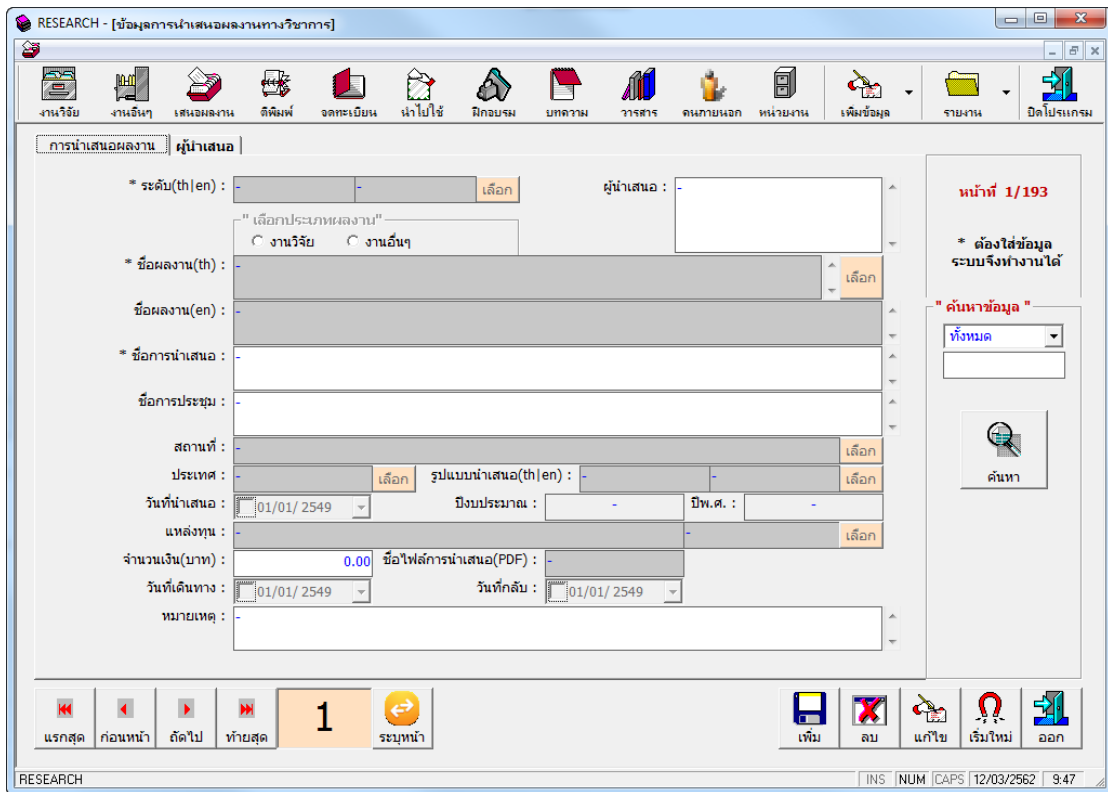 RESEARCH - [ข้อมูลการนำเสนอผลงานทางวิชาการ]
งานวิจัย งานอื่นๆ เสนอผลงาน ตีพิมพ์ จดทะเบียน นำไปใช้ ฝึกอบรม บทความ วารสาร คนภายนอก หน่วยงาน เพิ่มข้อมูล รายงาน ปิดโปรแกรม
การนำเสนอผลงาน ผู้นำเสนอ
* ระดับ(th|en) : - - เลือก ผู้นำเสนอ : -
หน้าที่ 1/193
" เลือกประเภทผลงาน"
งานวิจัย งานอื่นๆ
* ต้องใส่ข้อมูล
ระบบจึงทำงานได้
* ชื่อผลงาน(th) : - เลือก
ชื่อผลงาน(en) : -
" ค้นหาข้อมูล "
ทั้งหมด
* ชื่อการนำเสนอ : -
ชื่อการประชุม : -
สถานที่ : - เลือก
ประเทศ : - เลือก รูปแบบนำเสนอ(th|en) : - - เลือก
ค้นหา
วันที่นำเสนอ : 01/01/ 2549 ปีงบประมาณ : - ปีพ.ศ. : -
แหล่งทุน : - - เลือก
จำนวนเงิน(บาท) : 0.00 ชื่อไฟล์การนำเสนอ(PDF) : -
วันที่เดินทาง : 01/01/ 2549 วันที่กลับ : 01/01/ 2549
หมายเหตุ : -
แรกสุด ก่อนหน้า ถัดไป ท้ายสุด 1 ระบุหน้า เพิ่ม ลบ แก้ไข เริ่มใหม่ ออก
RESEARCH INS NUM CAPS 12/03/2562 9:47